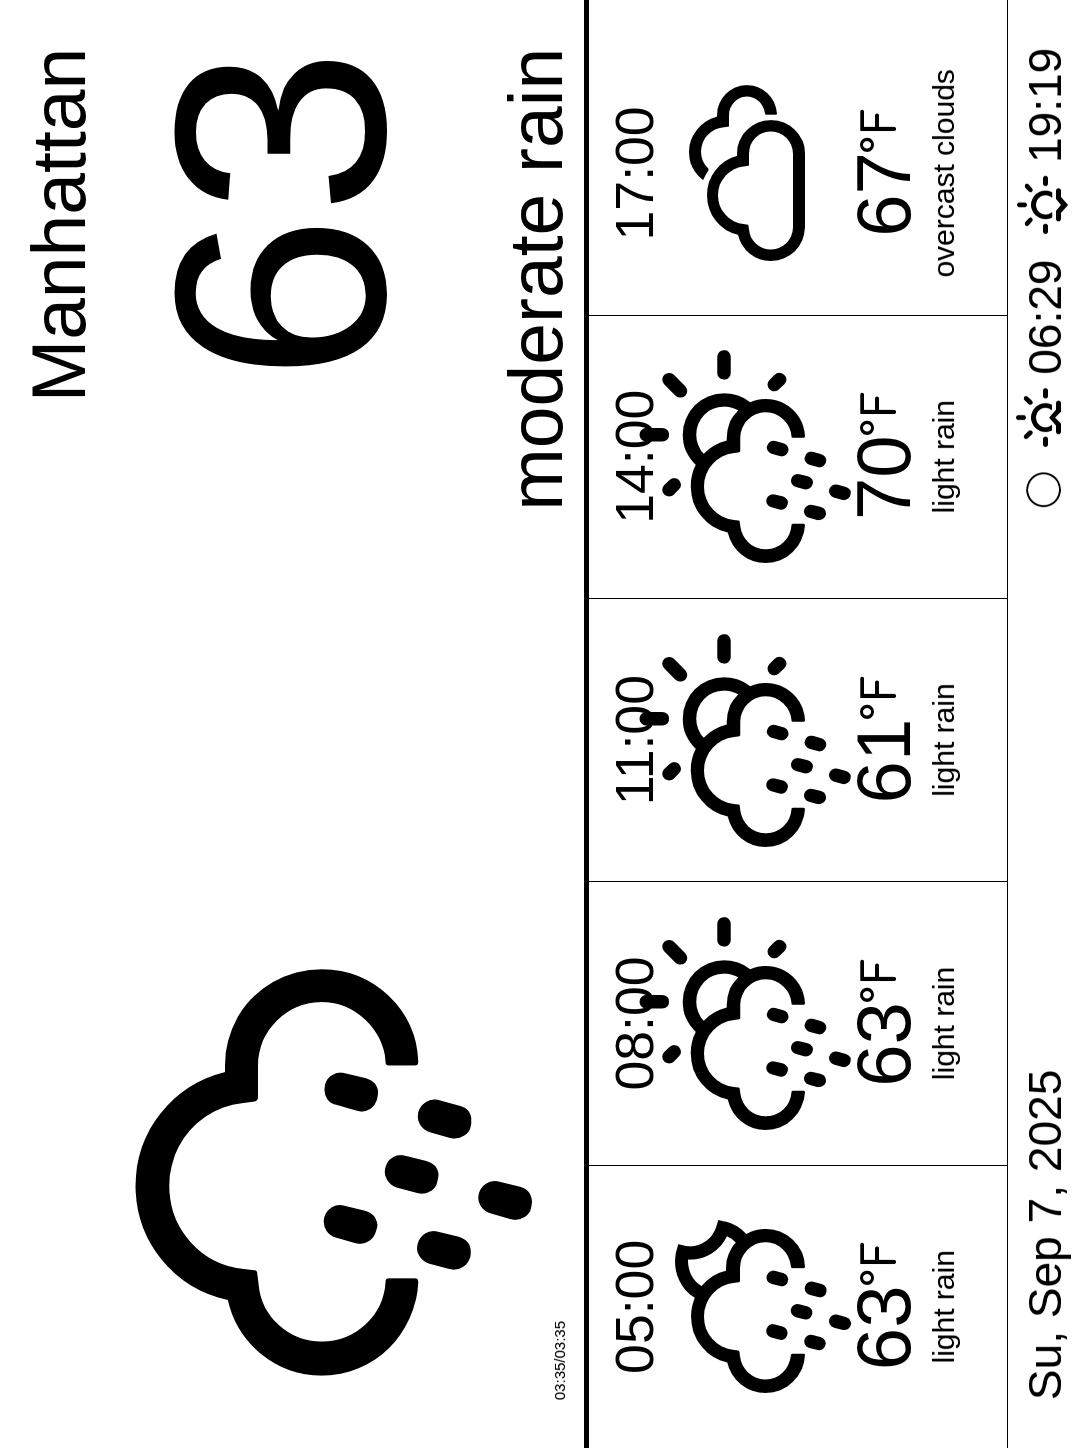 Manhattan
63
moderate rain
03:35/03:35
05:00
63°F
light rain
08:00
63°F
light rain
11:00
61°F
light rain
14:00
70°F
light rain
17:00
67°F
overcast clouds
Su, Sep 7, 2025
06:29 19:19